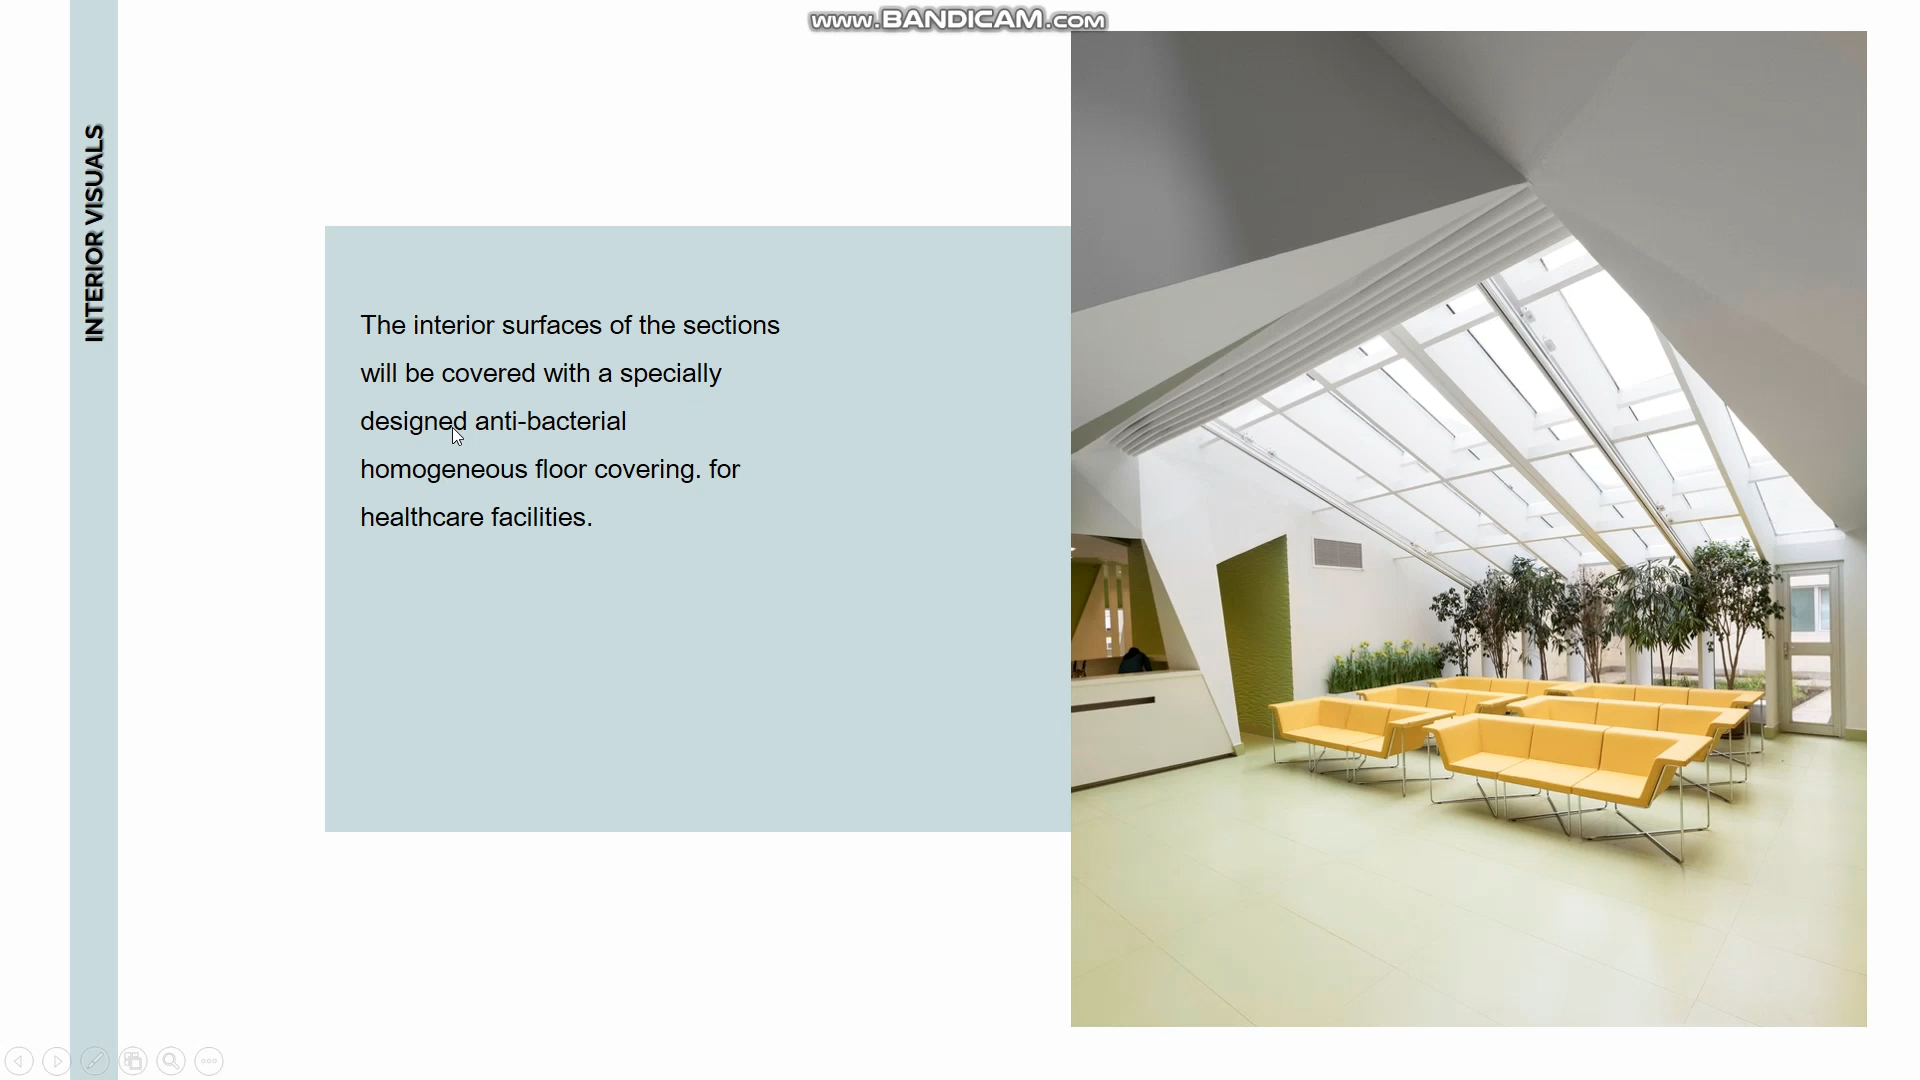 www.BANDICAM.com
INTERIOR VISUALS
The interior surfaces of the sections
will be covered with a specially
designed anti-bacterial
homogeneous floor covering. for
healthcare facilities.